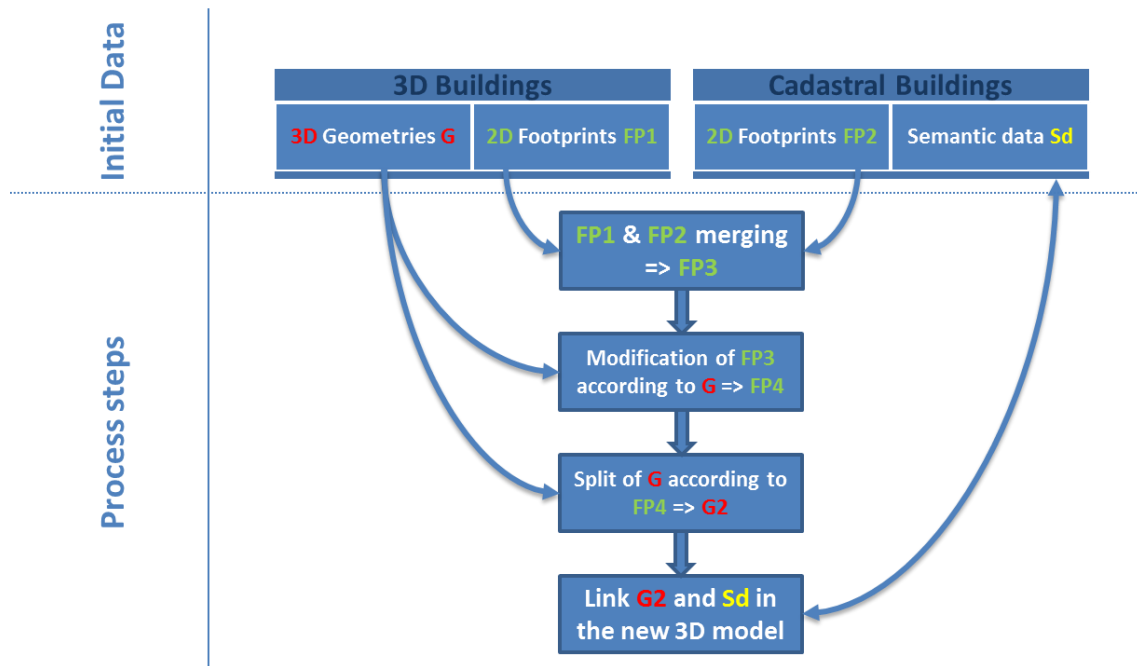 Initial Data
3D Buildings
3D Geometries G
2D Footprints FP1
Cadastral Buildings
2D Footprints FP2
Semantic data Sd
Process steps
FP1 & FP2 merging
=> FP3
Modification of FP3
according to G => FP4
Split of G according to
FP4 => G2
Link G2 and Sd in
the new 3D model